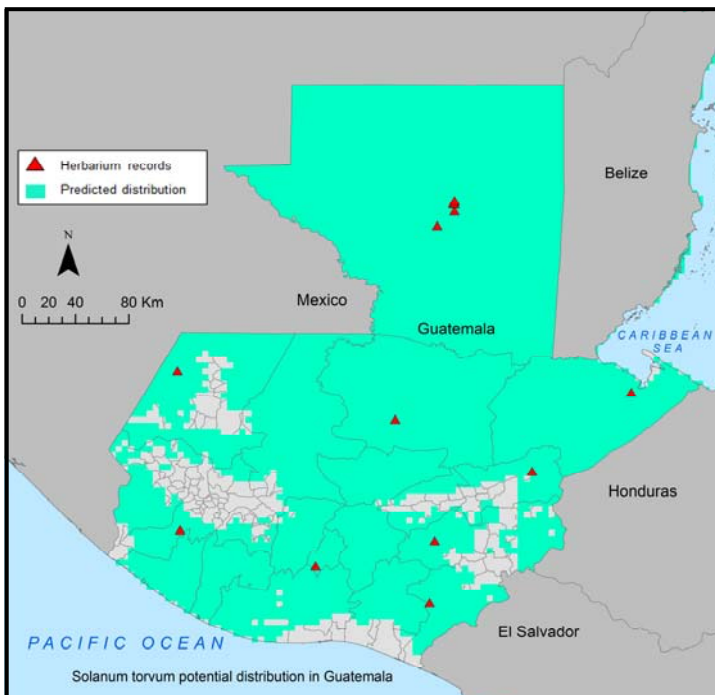 Herbarium records
Predicted distribution
Belize
N
0 20 40 80 Km
Mexico
Guatemala
CARIBBEAN
SEA
Honduras
El Salvador
PACIFIC OCEAN
Solanum torvum potential distribution in Guatemala